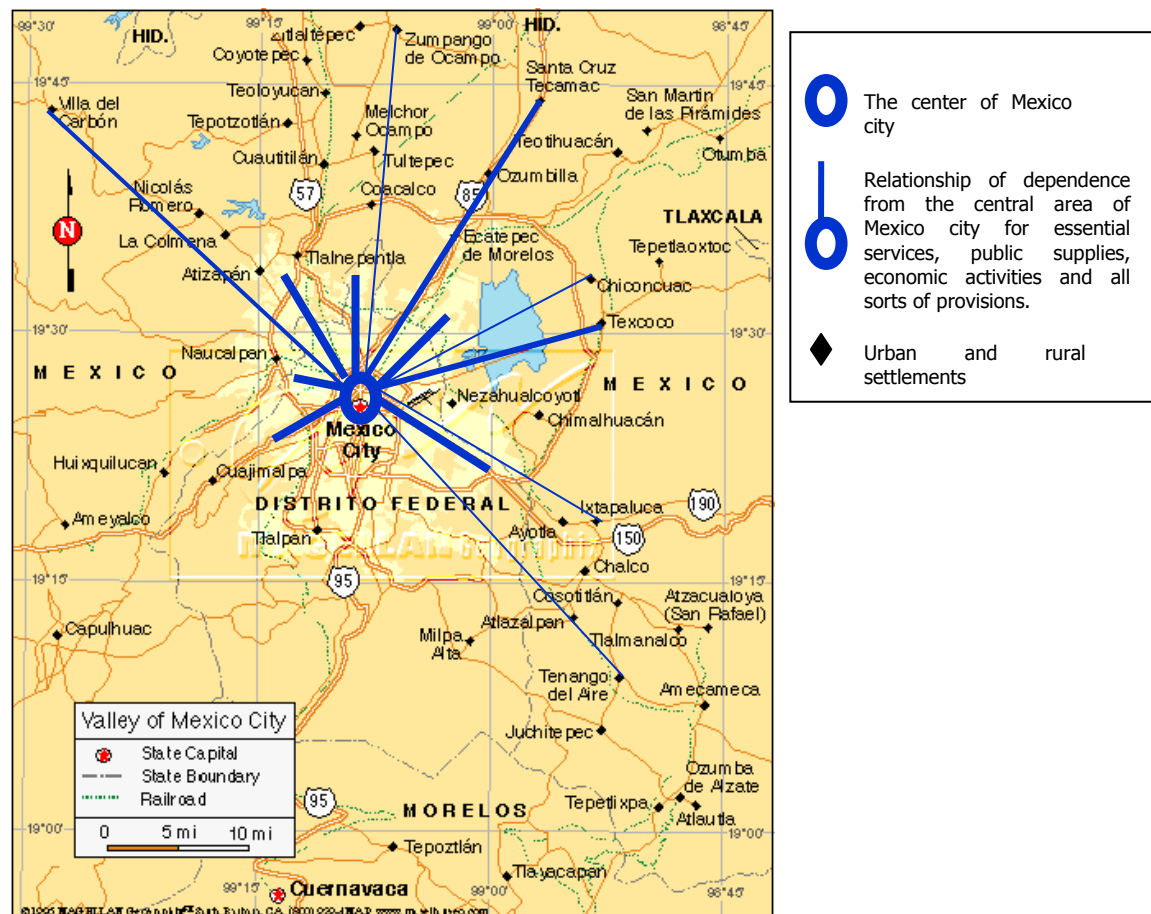 99°30'
99°15'
99°00'
98°45'
HID.
HID.
Zumpango
de Ocampo
Coyotepec
Santa Cruz
Tecamac
19°45'
19°45'
Villa del
Carbón
Teoloyucan
Melchor
Ocampo
San Martin
de las Pirámides
Tepotzotlán
Teotihuacán
Otumba
Cuautitlán
Tultepec
Ozumbilla
57
85
Nicolás
Romero
Coacalco
TLAXCALA
N
La Colmena
Ecatepec
de Morelos
Tepetlaoxtoc
Atizapán
Tlalnepantla
Chiconcuac
19°30'
Texcoco
19°30'
Naucalpan
MEXICO
MEXICO
Nezahualcoyotl
Chimalhuacán
Mexico
City
Huixquilucan
Cuajimalpa
DISTRITO FEDERAL
Ixtapaluca
190
Ameyalco
Ayotla
Tlalpan
150
Chalco
19°15'
95
19°15'
Cosotitlán
Atzacualoya
(San Rafael)
Capulhuac
Milpa
Alta
Atlazalpan
Tlalmanalco
Tenango
del Aire
Amecameca
Juchitepec
Valley of Mexico City
State Capital
State Boundary
Railroad
0 5 mi 10 mi
Ozumba
de Alzate
95
MORELOS
Tepetlixpa
Atlautla
19°00'
19°00'
Tepoztlán
Tlayacapan
99°15'
Cuernavaca
99°00'
98°45'
The center of Mexico
city
Relationship of dependence
from the central area of
Mexico city for essential
services, public supplies,
economic activities and all
sorts of provisions.
Urban and rural
settlements